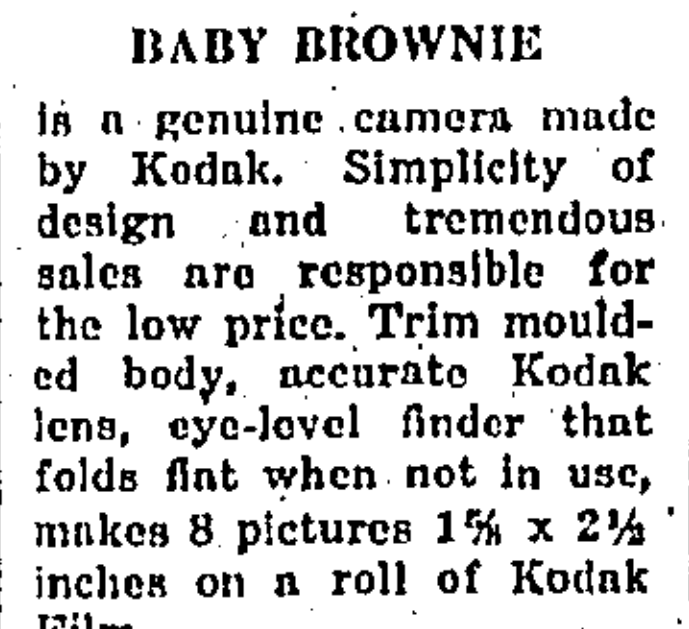 BABY BROWNIE
is a genuine camera made
by Kodak. Simplicity of
design and tremendous
sales are responsible for
the low price. Trim mould-
ed body, accurate Kodak
lens, eye-level finder that
folds flat when not in use,
makes 8 pictures 1⅝ x 2½
inches on a roll of Kodak
Film